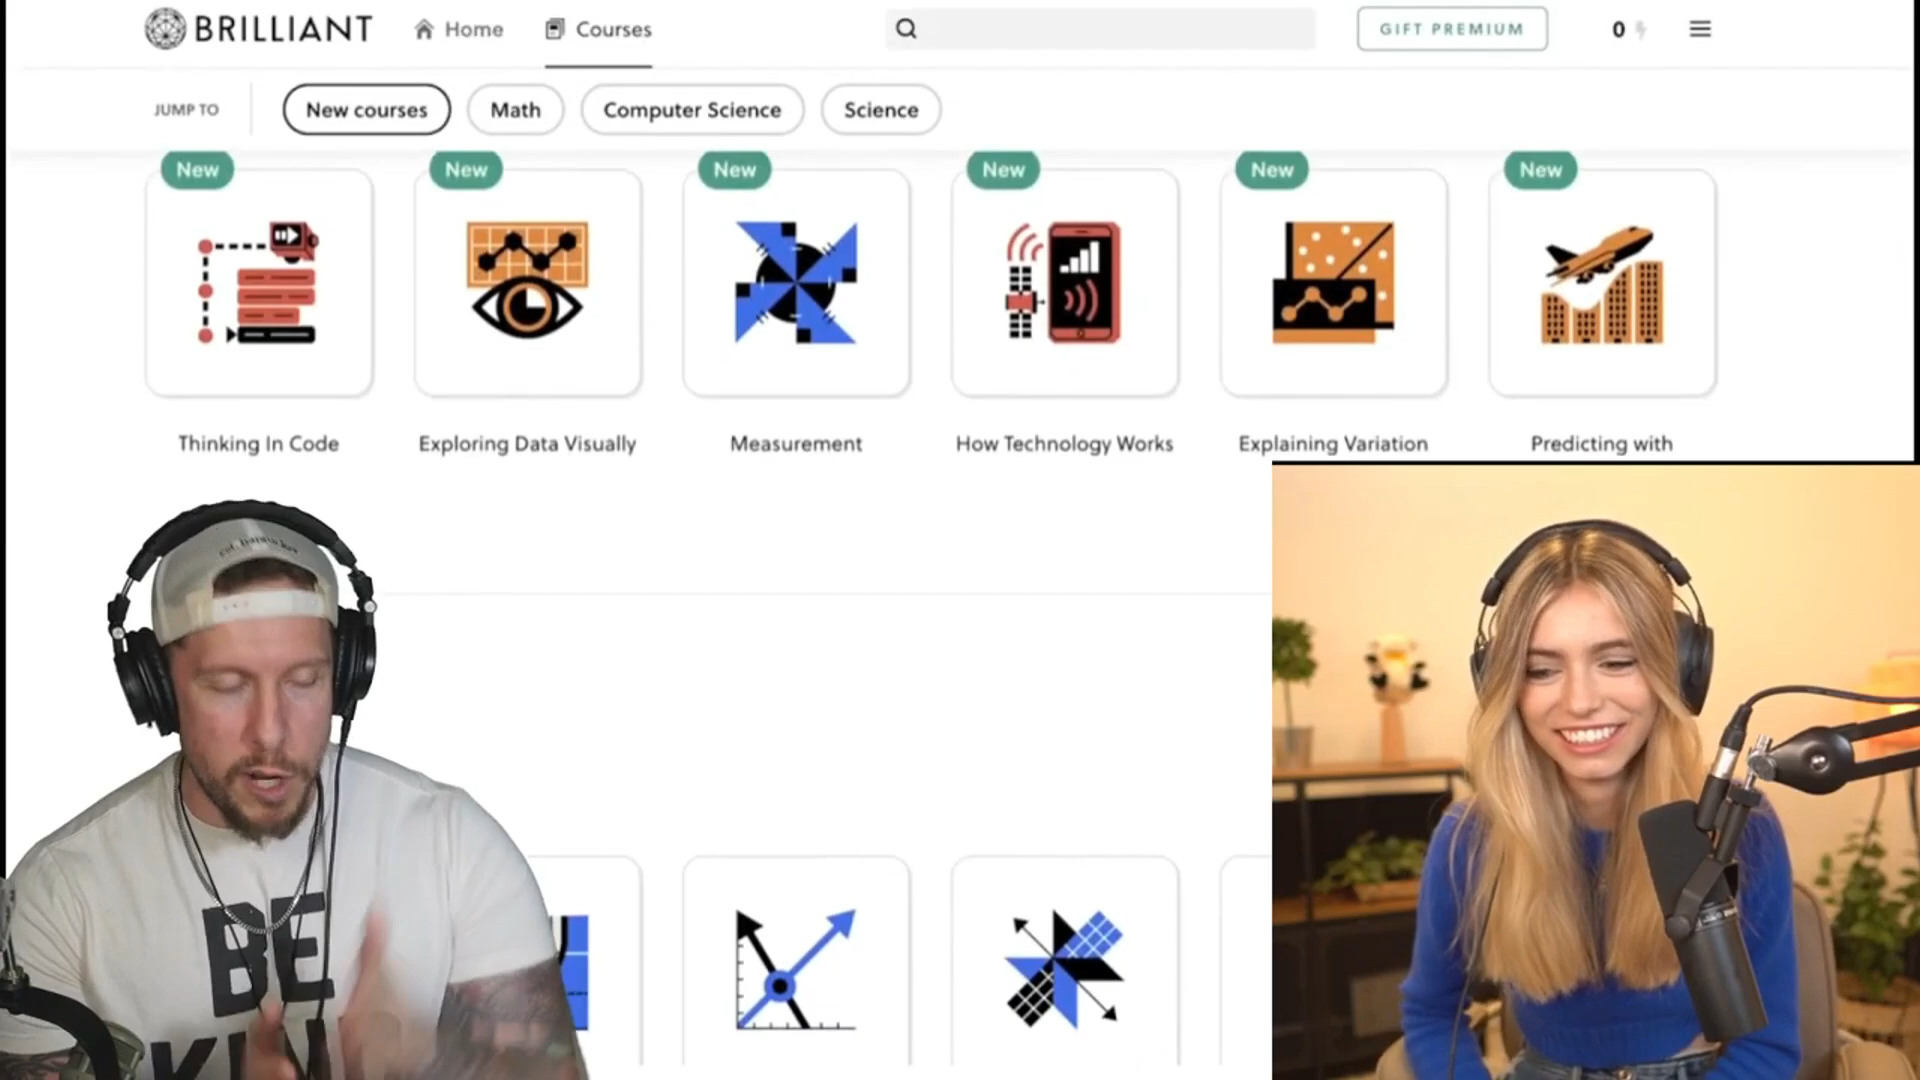 BRILLIANT
Home
Courses
GIFT PREMIUM
0
JUMP TO
New courses
Math
Computer Science
Science
New
New
New
New
New
New
Thinking In Code
Exploring Data Visually
Measurement
How Technology Works
Explaining Variation
Predicting with
BE